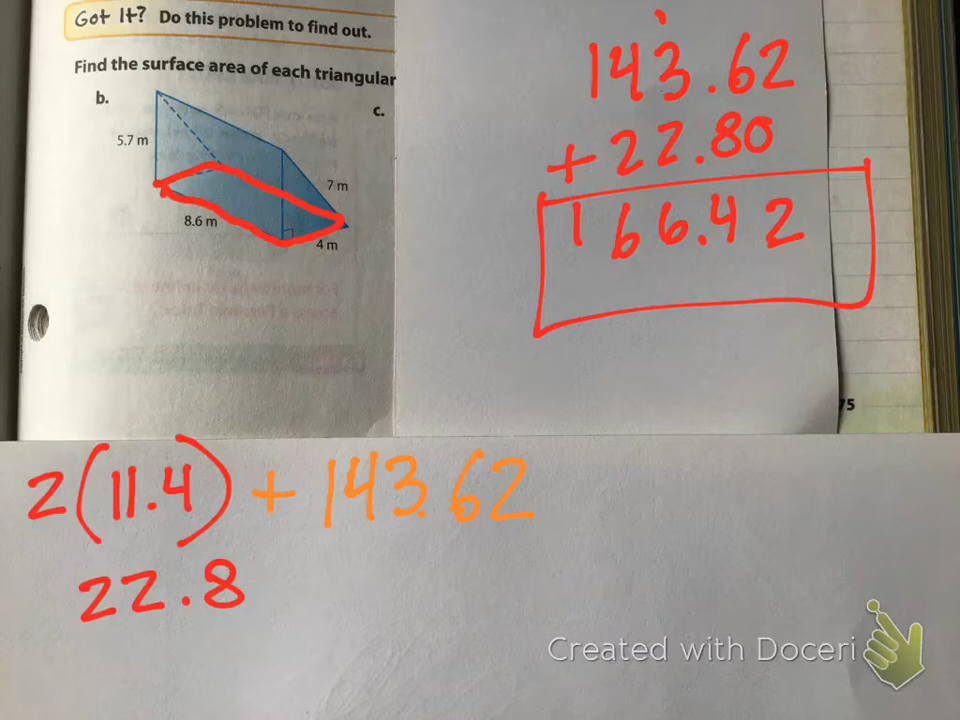 Got It? Do this problem to find out.
Find the surface area of each triangular
b.
c.
5.7 m
7 m
8.6 m
4 m
143.62
+22.80
166.42
75
2(11.4) + 143.62
22.8
Created with Doceri